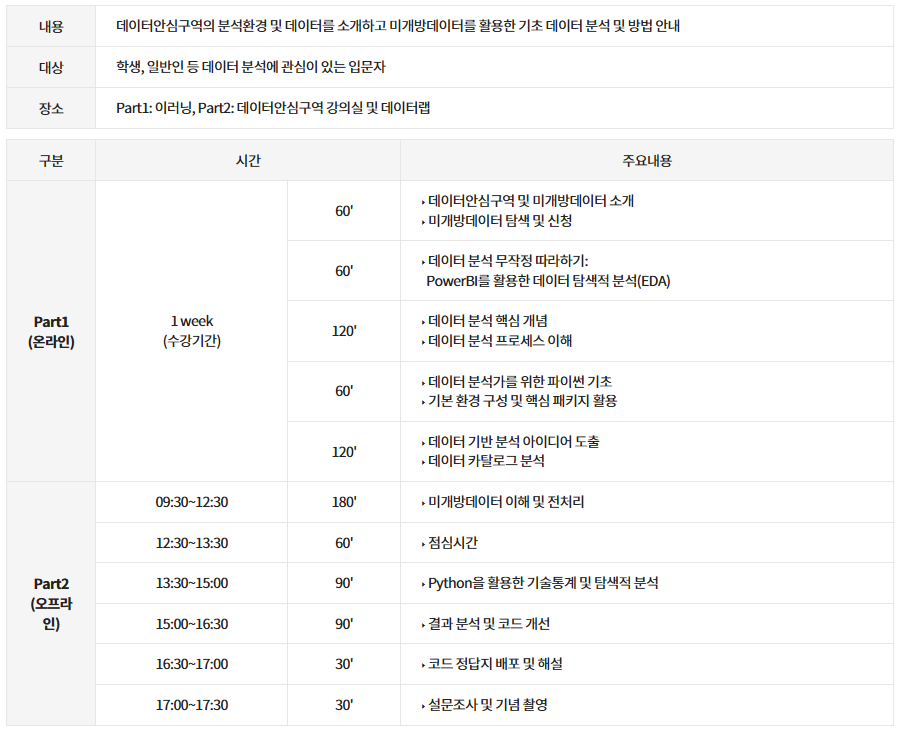 내용 데이터안심구역의 분석환경 및 데이터를 소개하고 미개방데이터를 활용한 기초 데이터 분석 및 방법 안내
대상 학생, 일반인 등 데이터 분석에 관심이 있는 입문자
장소 Part1: 이러닝, Part2: 데이터안심구역 강의실 및 데이터랩
구분 시간 주요내용
Part1
(온라인)
1 week
(수강기간)
60'
‣ 데이터안심구역 및 미개방데이터 소개
‣ 미개방데이터 탐색 및 신청
60'
‣ 데이터 분석 무작정 따라하기:
PowerBI를 활용한 데이터 탐색적 분석(EDA)
120'
‣ 데이터 분석 핵심 개념
‣ 데이터 분석 프로세스 이해
60'
‣ 데이터 분석가를 위한 파이썬 기초
‣ 기본 환경 구성 및 핵심 패키지 활용
120'
‣ 데이터 기반 분석 아이디어 도출
‣ 데이터 카탈로그 분석
Part2
(오프라
인)
09:30~12:30 180' ‣ 미개방데이터 이해 및 전처리
12:30~13:30 60' ‣ 점심시간
13:30~15:00 90' ‣ Python을 활용한 기술통계 및 탐색적 분석
15:00~16:30 90' ‣ 결과 분석 및 코드 개선
16:30~17:00 30' ‣ 코드 정답지 배포 및 해설
17:00~17:30 30' ‣ 설문조사 및 기념 촬영